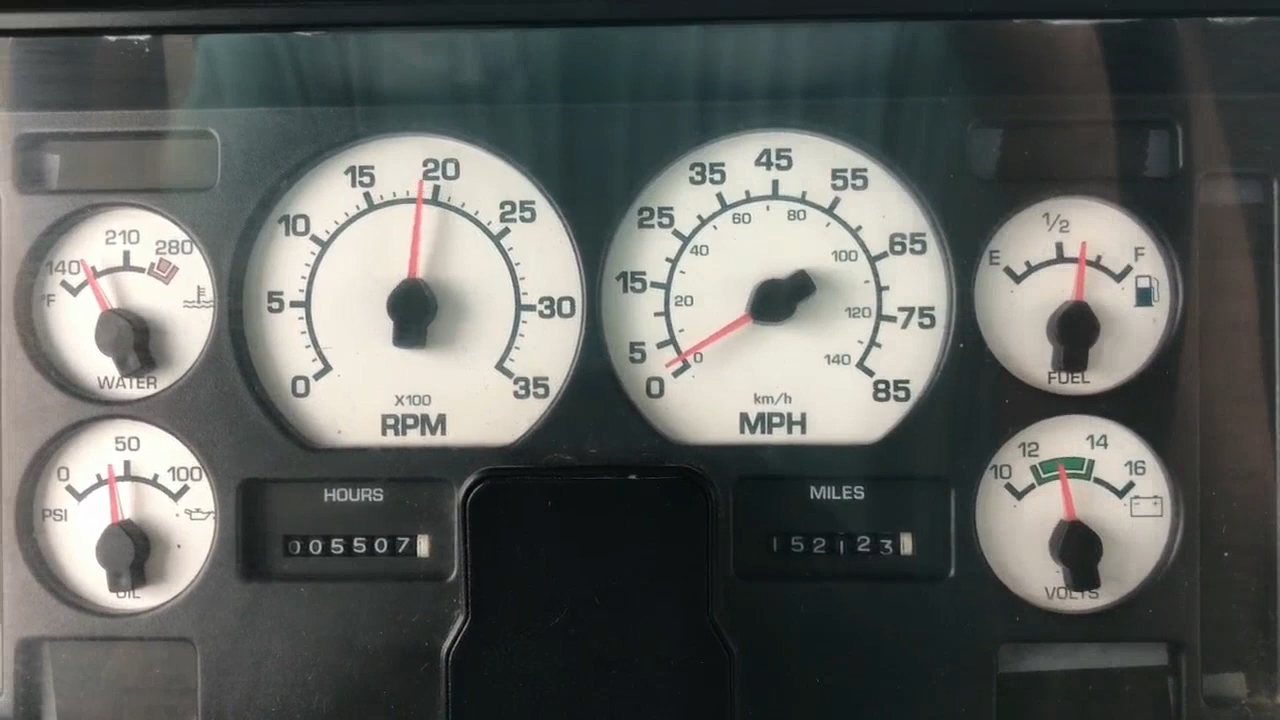 140 210 280
°F
WATER
0 50 100
PSI
OIL
0 5 10 15 20 25 30 35
X100
RPM
0 5 15 25 35 45 55 65 75 85
0 20 40 60 80 100 120 140
km/h
MPH
E 1/2 F
FUEL
10 12 14 16
VOLTS
HOURS
005507
MILES
152123